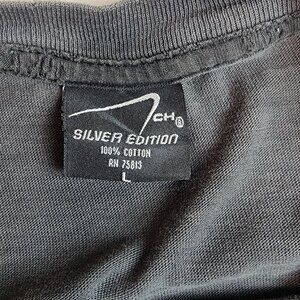 CH®
SILVER EDITION
100% COTTON
RN 75813
L